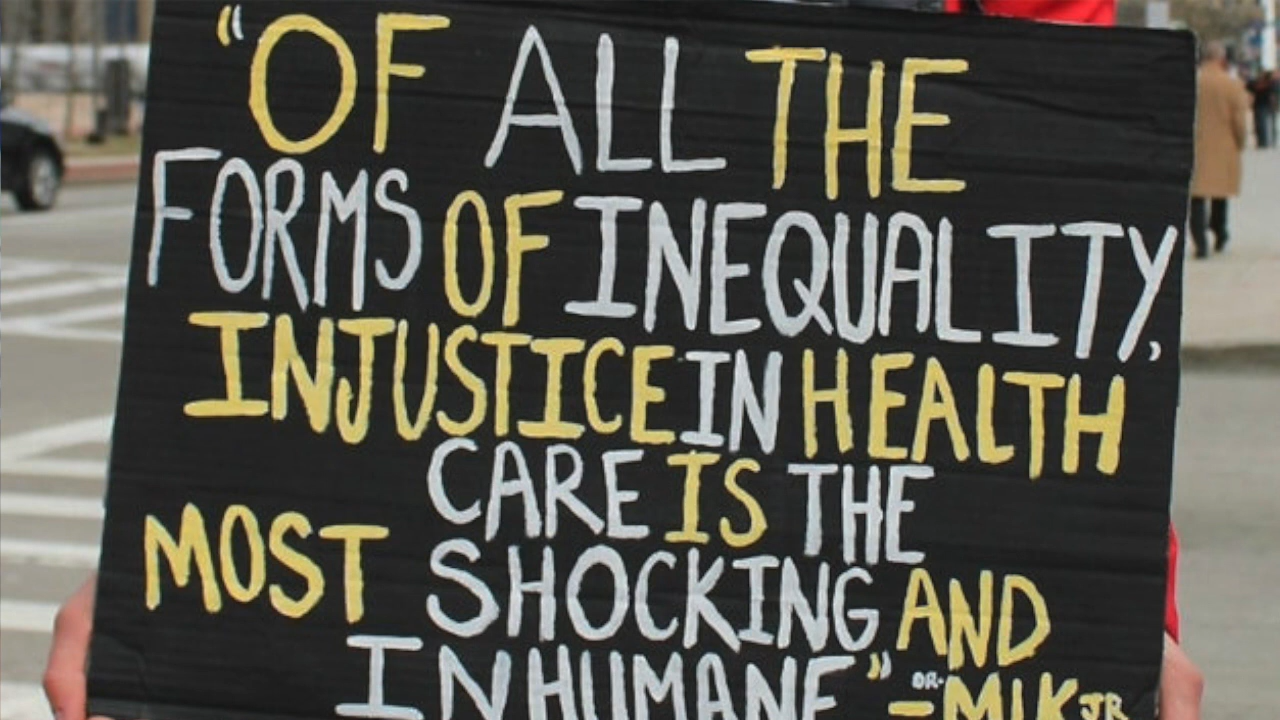 "OF ALL THE
FORMS OF INEQUALITY,
INJUSTICE IN HEALTH
CARE IS THE
MOST SHOCKING AND
INHUMANE" - DR. MLK JR